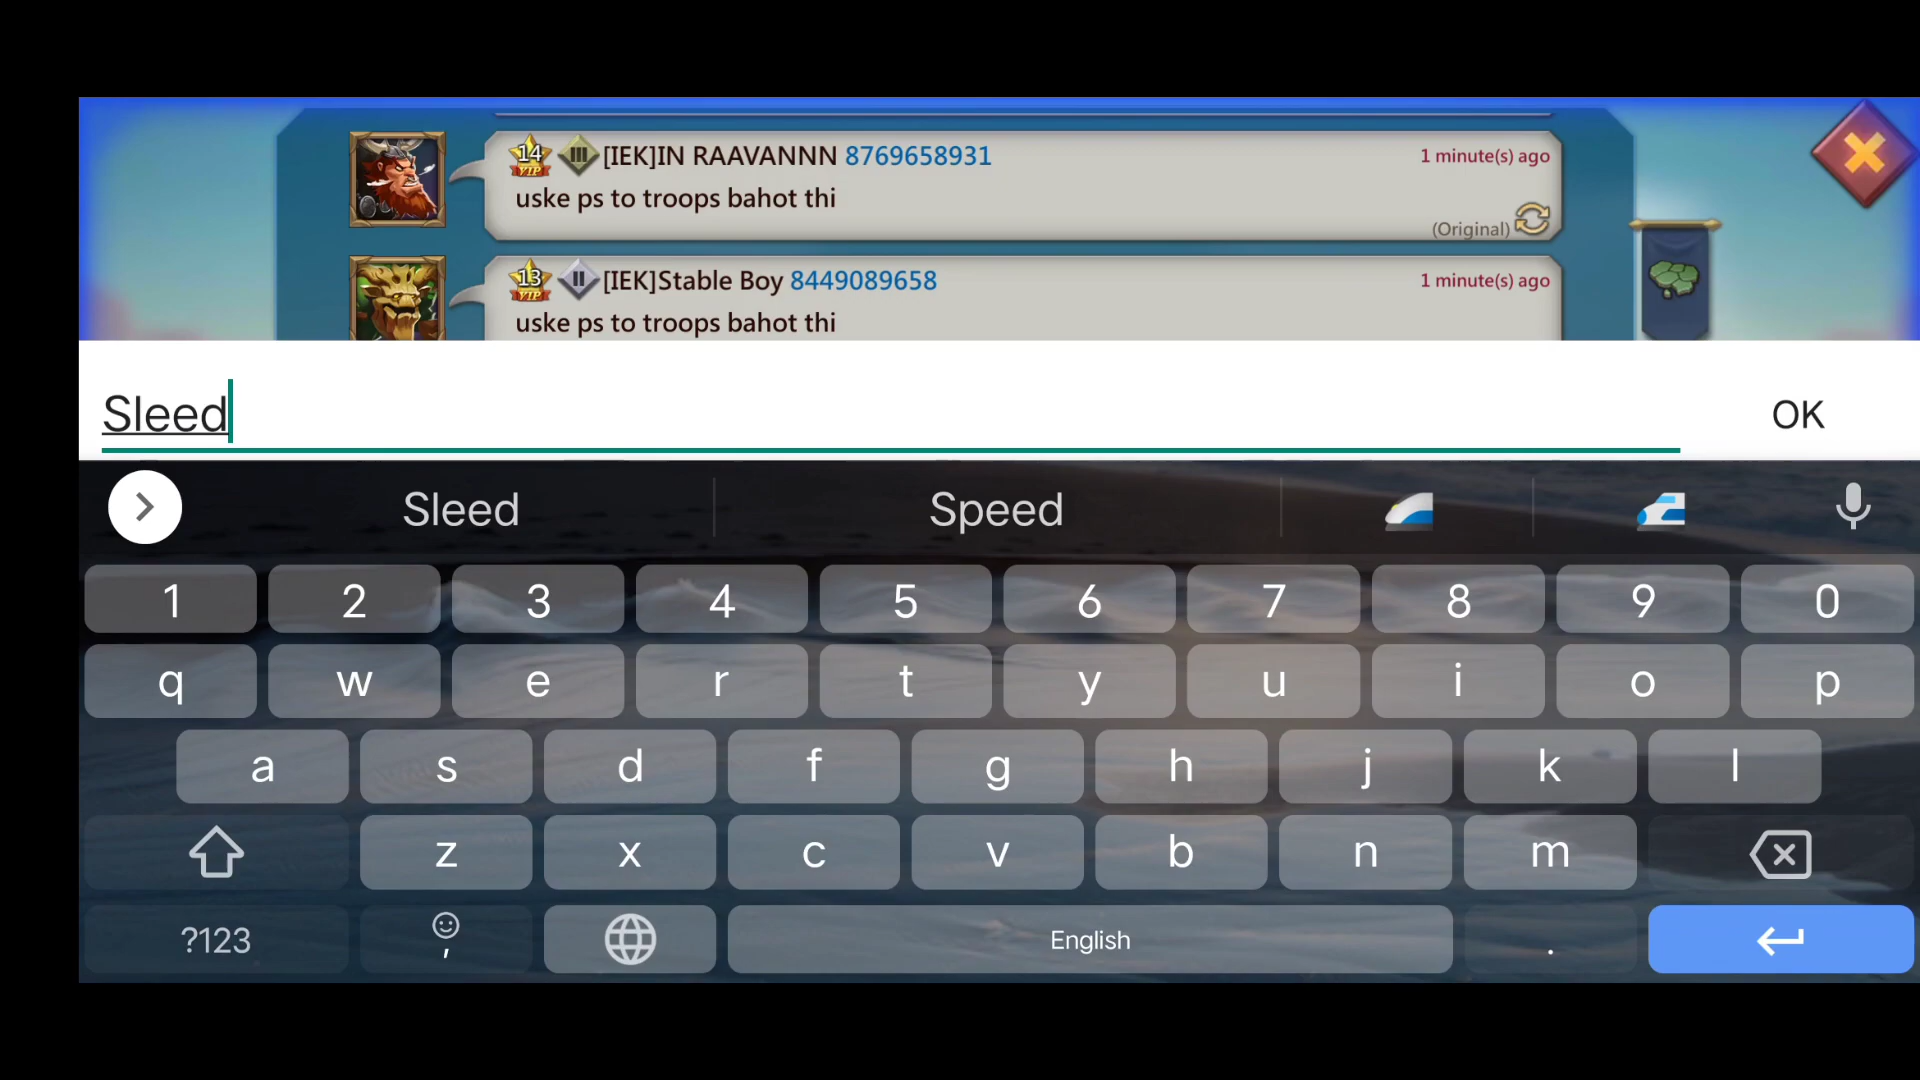 14 VIP III [IEK]IN RAAVANNN 8769658931 1 minute(s) ago
uske ps to troops bahot thi
(Original)
13 VIP II [IEK]Stable Boy 8449089658 1 minute(s) ago
uske ps to troops bahot thi
Sleed OK
Sleed Speed
1 2 3 4 5 6 7 8 9 0
q w e r t y u i o p
a s d f g h j k l
z x c v b n m
?123 , English .